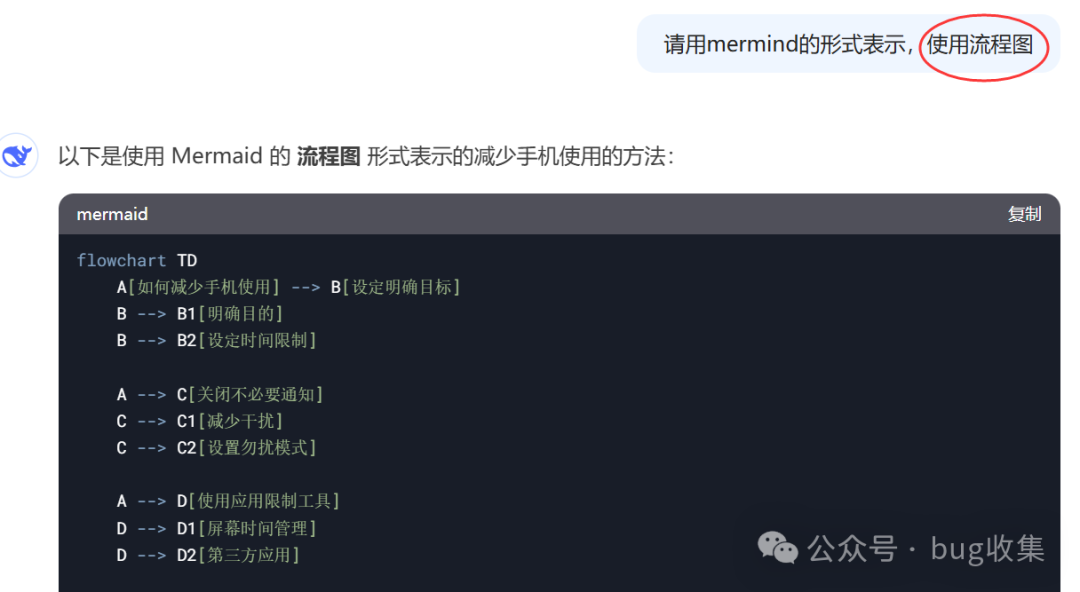 请用mermind的形式表示，使用流程图
以下是使用 Mermaid 的 流程图 形式表示的减少手机使用的方法：
mermaid 复制
flowchart TD
A[如何减少手机使用] --> B[设定明确目标]
B --> B1[明确目的]
B --> B2[设定时间限制]
A --> C[关闭不必要通知]
C --> C1[减少干扰]
C --> C2[设置勿扰模式]
A --> D[使用应用限制工具]
D --> D1[屏幕时间管理]
D --> D2[第三方应用]
公众号 · bug收集